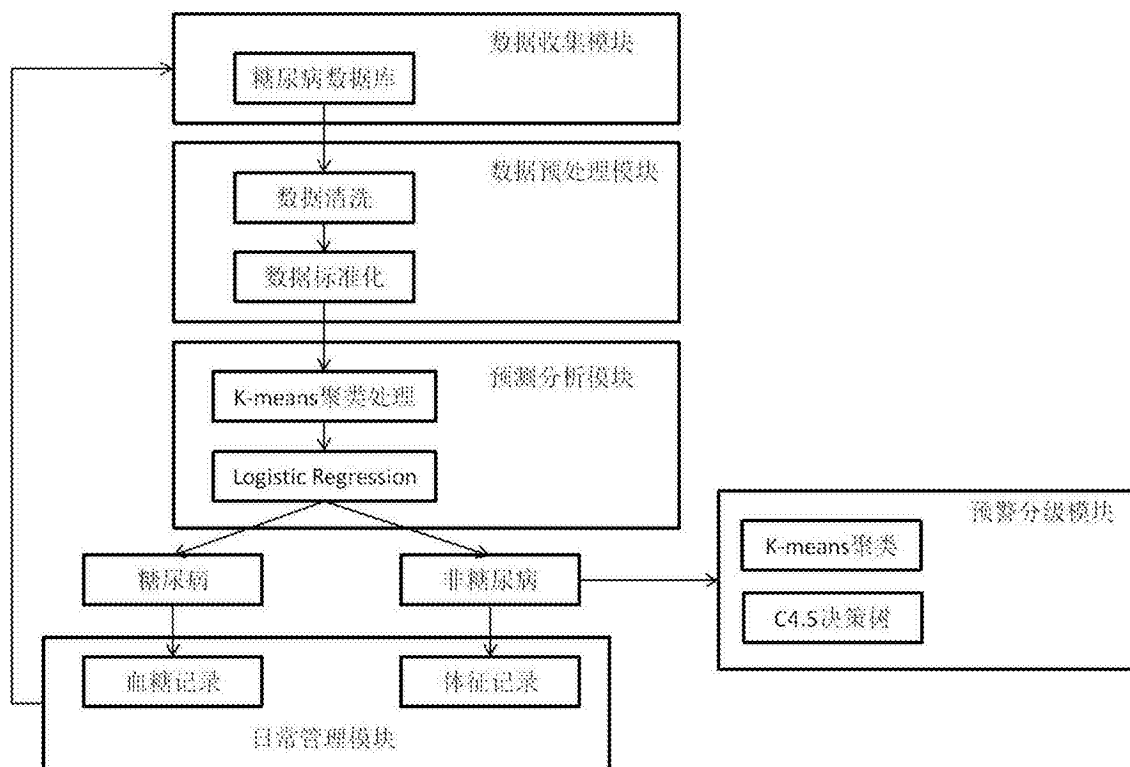 数据收集模块
糖尿病数据库
数据预处理模块
数据清洗
数据标准化
预测分析模块
K-means聚类处理
Logistic Regression
预警分级模块
K-means聚类
C4.5决策树
糖尿病
非糖尿病
血糖记录
体征记录
日常管理模块